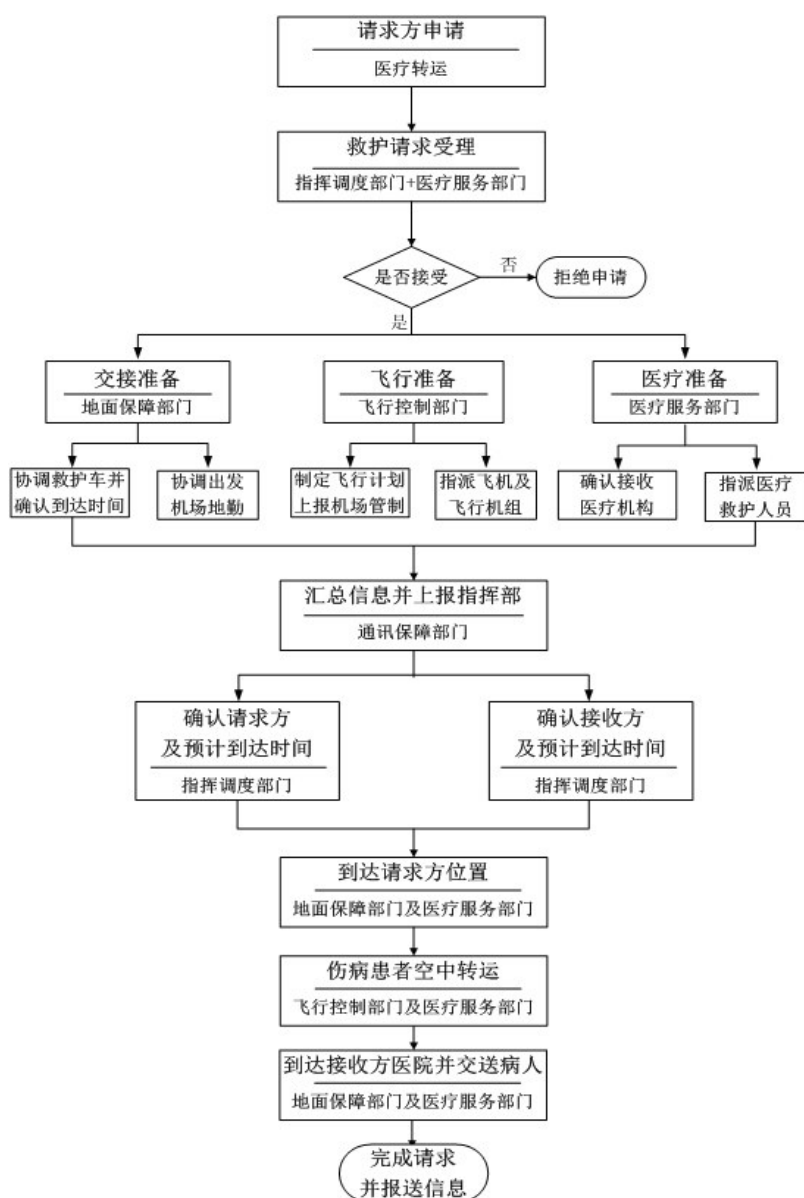 请求方申请
医疗转运
救护请求受理
指挥调度部门+医疗服务部门
是否接受
否
拒绝申请
是
交接准备
地面保障部门
飞行准备
飞行控制部门
医疗准备
医疗服务部门
协调救护车并
确认到达时间
协调出发
机场地勤
制定飞行计划
上报机场管制
指派飞机及
飞行机组
确认接收
医疗机构
指派医疗
救护人员
汇总信息并上报指挥部
通讯保障部门
确认请求方
及预计到达时间
指挥调度部门
确认接收方
及预计到达时间
指挥调度部门
到达请求方位置
地面保障部门及医疗服务部门
伤病患者空中转运
飞行控制部门及医疗服务部门
到达接收方医院并交送病人
地面保障部门及医疗服务部门
完成请求
并报送信息